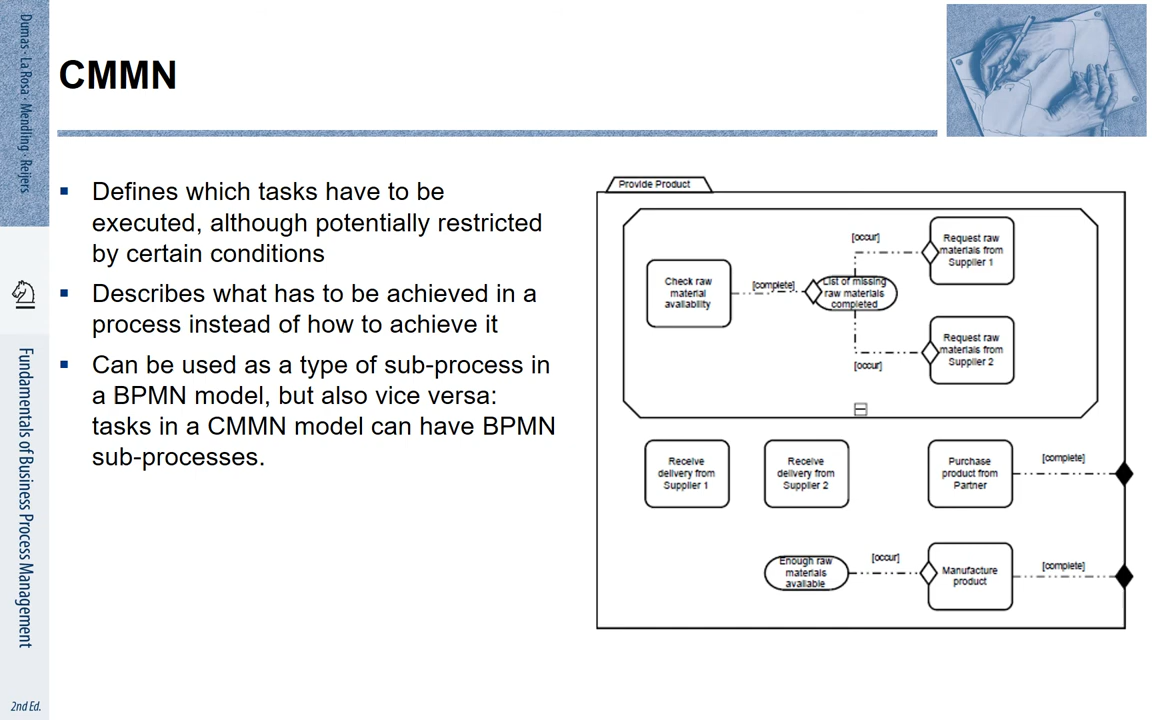 Dumas · La Rosa · Mendling · Reijers
Fundamentals of Business Process Management
2nd Ed.
CMMN
▪ Defines which tasks have to be
executed, although potentially restricted
by certain conditions
▪ Describes what has to be achieved in a
process instead of how to achieve it
▪ Can be used as a type of sub-process in
a BPMN model, but also vice versa:
tasks in a CMMN model can have BPMN
sub-processes.
Provide Product
Check raw
material
availability
[complete]
List of missing
raw materials
completed
[occur]
Request raw
materials from
Supplier 1
[occur]
Request raw
materials from
Supplier 2
Receive
delivery from
Supplier 1
Receive
delivery from
Supplier 2
Purchase
product from
Partner
[complete]
Enough raw
materials
available
[occur]
Manufacture
product
[complete]